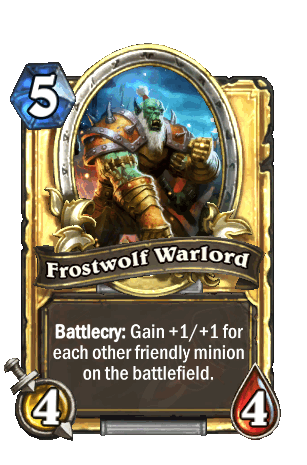 5
Frostwolf Warlord
Battlecry: Gain +1/+1 for
each other friendly minion
on the battlefield.
4 4